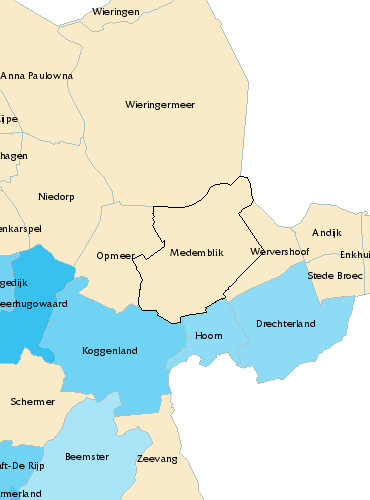 Wieringen
Anna Paulowna
Wieringermeer
ijpe
hagen
Niedorp
enkarspel
Andijk
Opmeer
Medemblik
Wervershoof
Enkhui
Stede Broec
gedijk
eerhugowaard
Drechterland
Hoorn
Koggenland
Schermer
Beemster
Zeevang
ft-De Rijp
rmerland